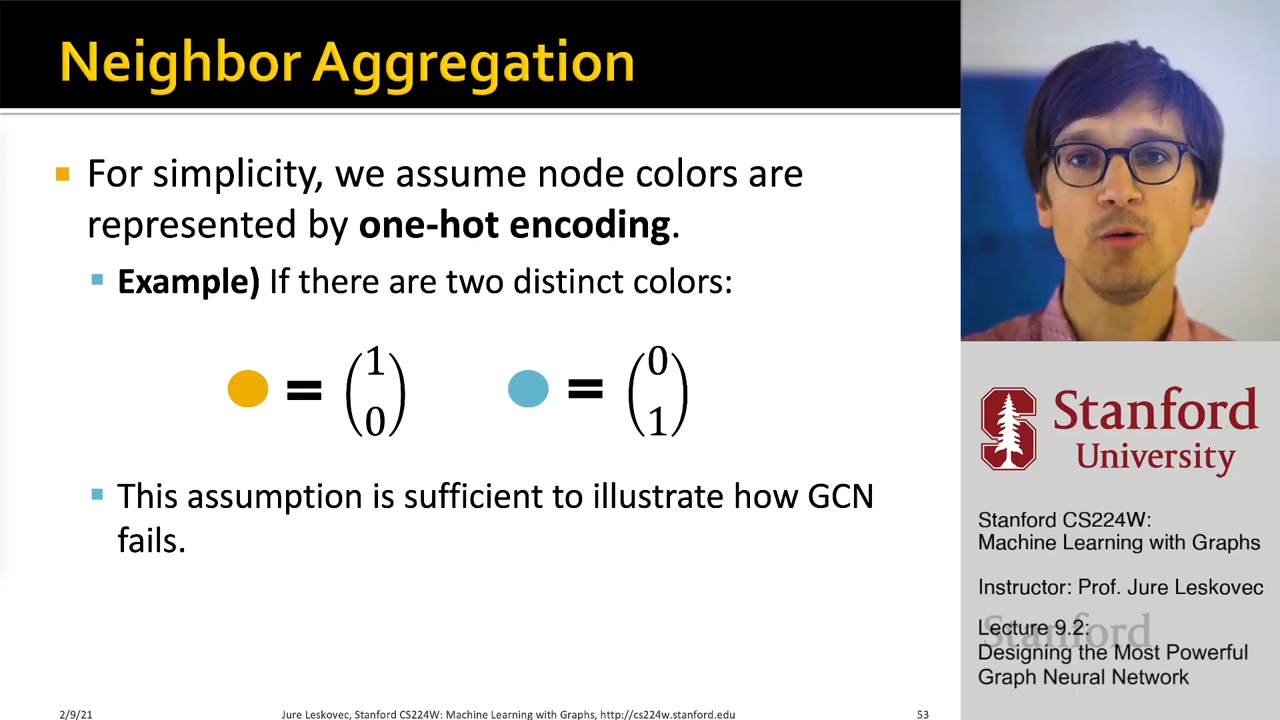 Neighbor Aggregation
▪ For simplicity, we assume node colors are
represented by one-hot encoding.
▪ Example) If there are two distinct colors:
= (1 0) = (0 1)
▪ This assumption is sufficient to illustrate how GCN
fails.
2/9/21 Jure Leskovec, Stanford CS224W: Machine Learning with Graphs, http://cs224w.stanford.edu 53
S
Stanford
University
Stanford CS224W:
Machine Learning with Graphs
Instructor: Prof. Jure Leskovec
Stanford
Lecture 9.2:
Designing the Most Powerful
Graph Neural Network